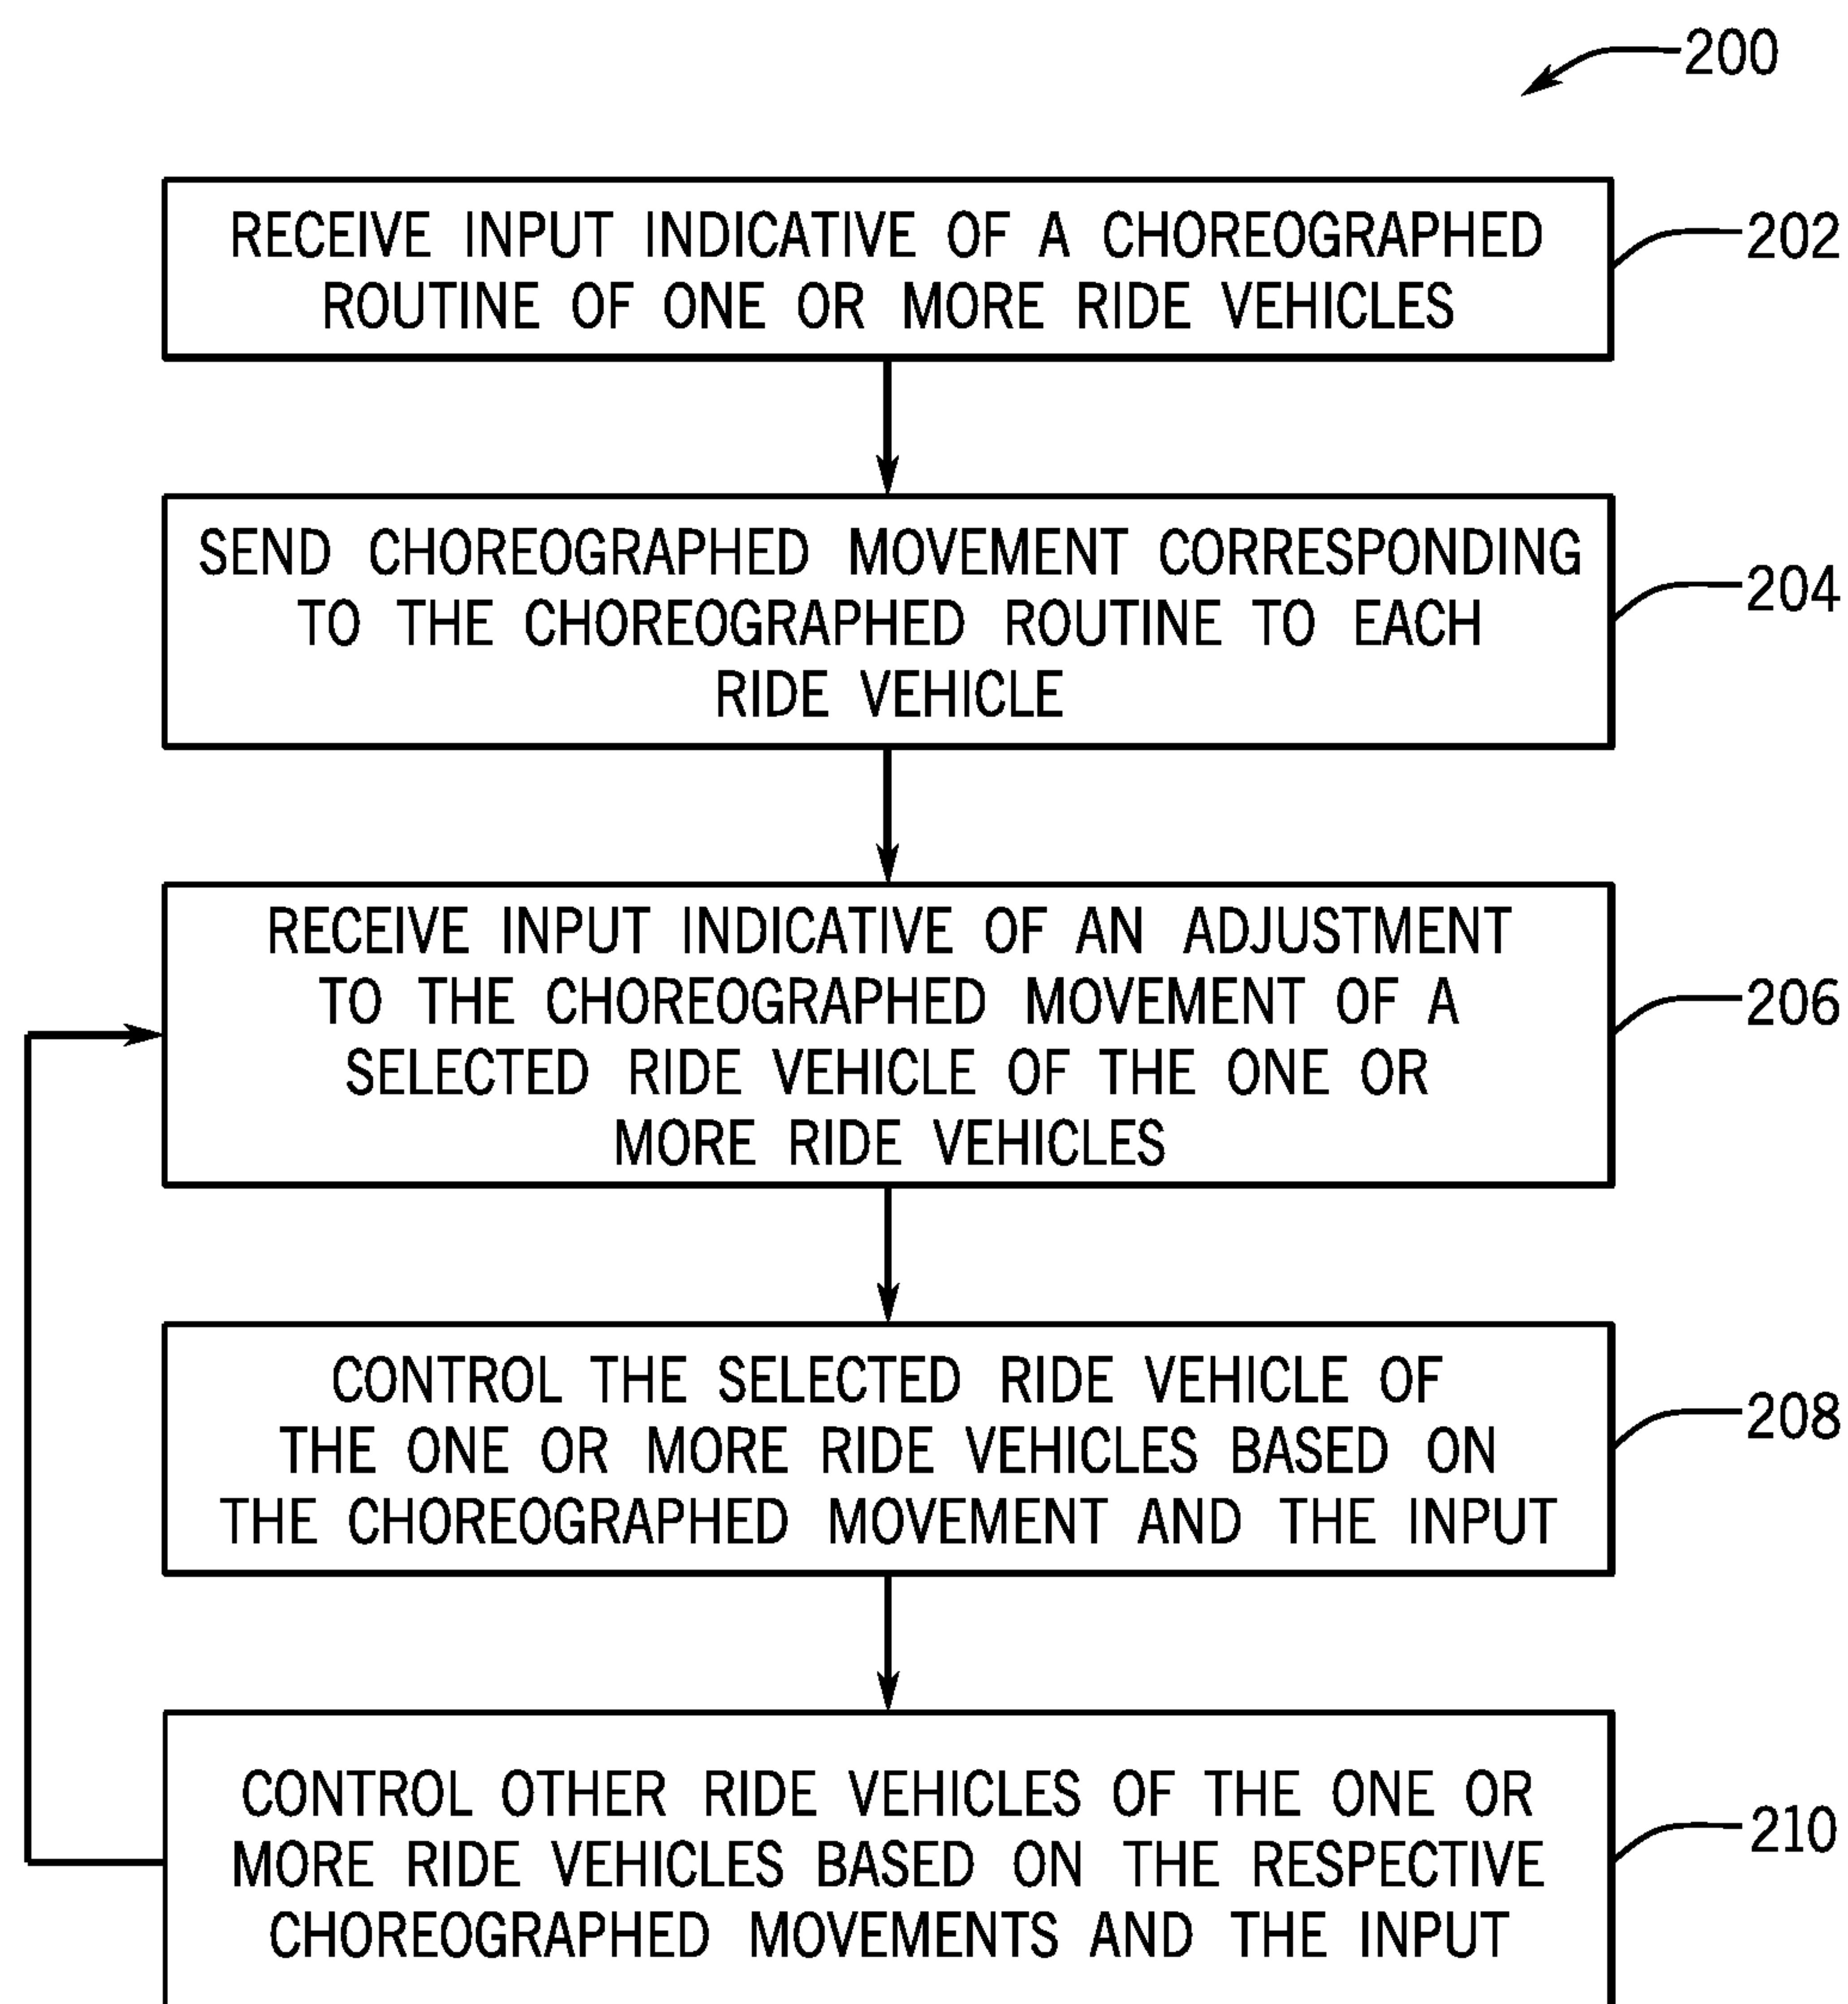 200
RECEIVE INPUT INDICATIVE OF A CHOREOGRAPHED
ROUTINE OF ONE OR MORE RIDE VEHICLES
202
SEND CHOREOGRAPHED MOVEMENT CORRESPONDING
TO THE CHOREOGRAPHED ROUTINE TO EACH
RIDE VEHICLE
204
RECEIVE INPUT INDICATIVE OF AN ADJUSTMENT
TO THE CHOREOGRAPHED MOVEMENT OF A
SELECTED RIDE VEHICLE OF THE ONE OR
MORE RIDE VEHICLES
206
CONTROL THE SELECTED RIDE VEHICLE OF
THE ONE OR MORE RIDE VEHICLES BASED ON
THE CHOREOGRAPHED MOVEMENT AND THE INPUT
208
CONTROL OTHER RIDE VEHICLES OF THE ONE OR
MORE RIDE VEHICLES BASED ON THE RESPECTIVE
CHOREOGRAPHED MOVEMENTS AND THE INPUT
210